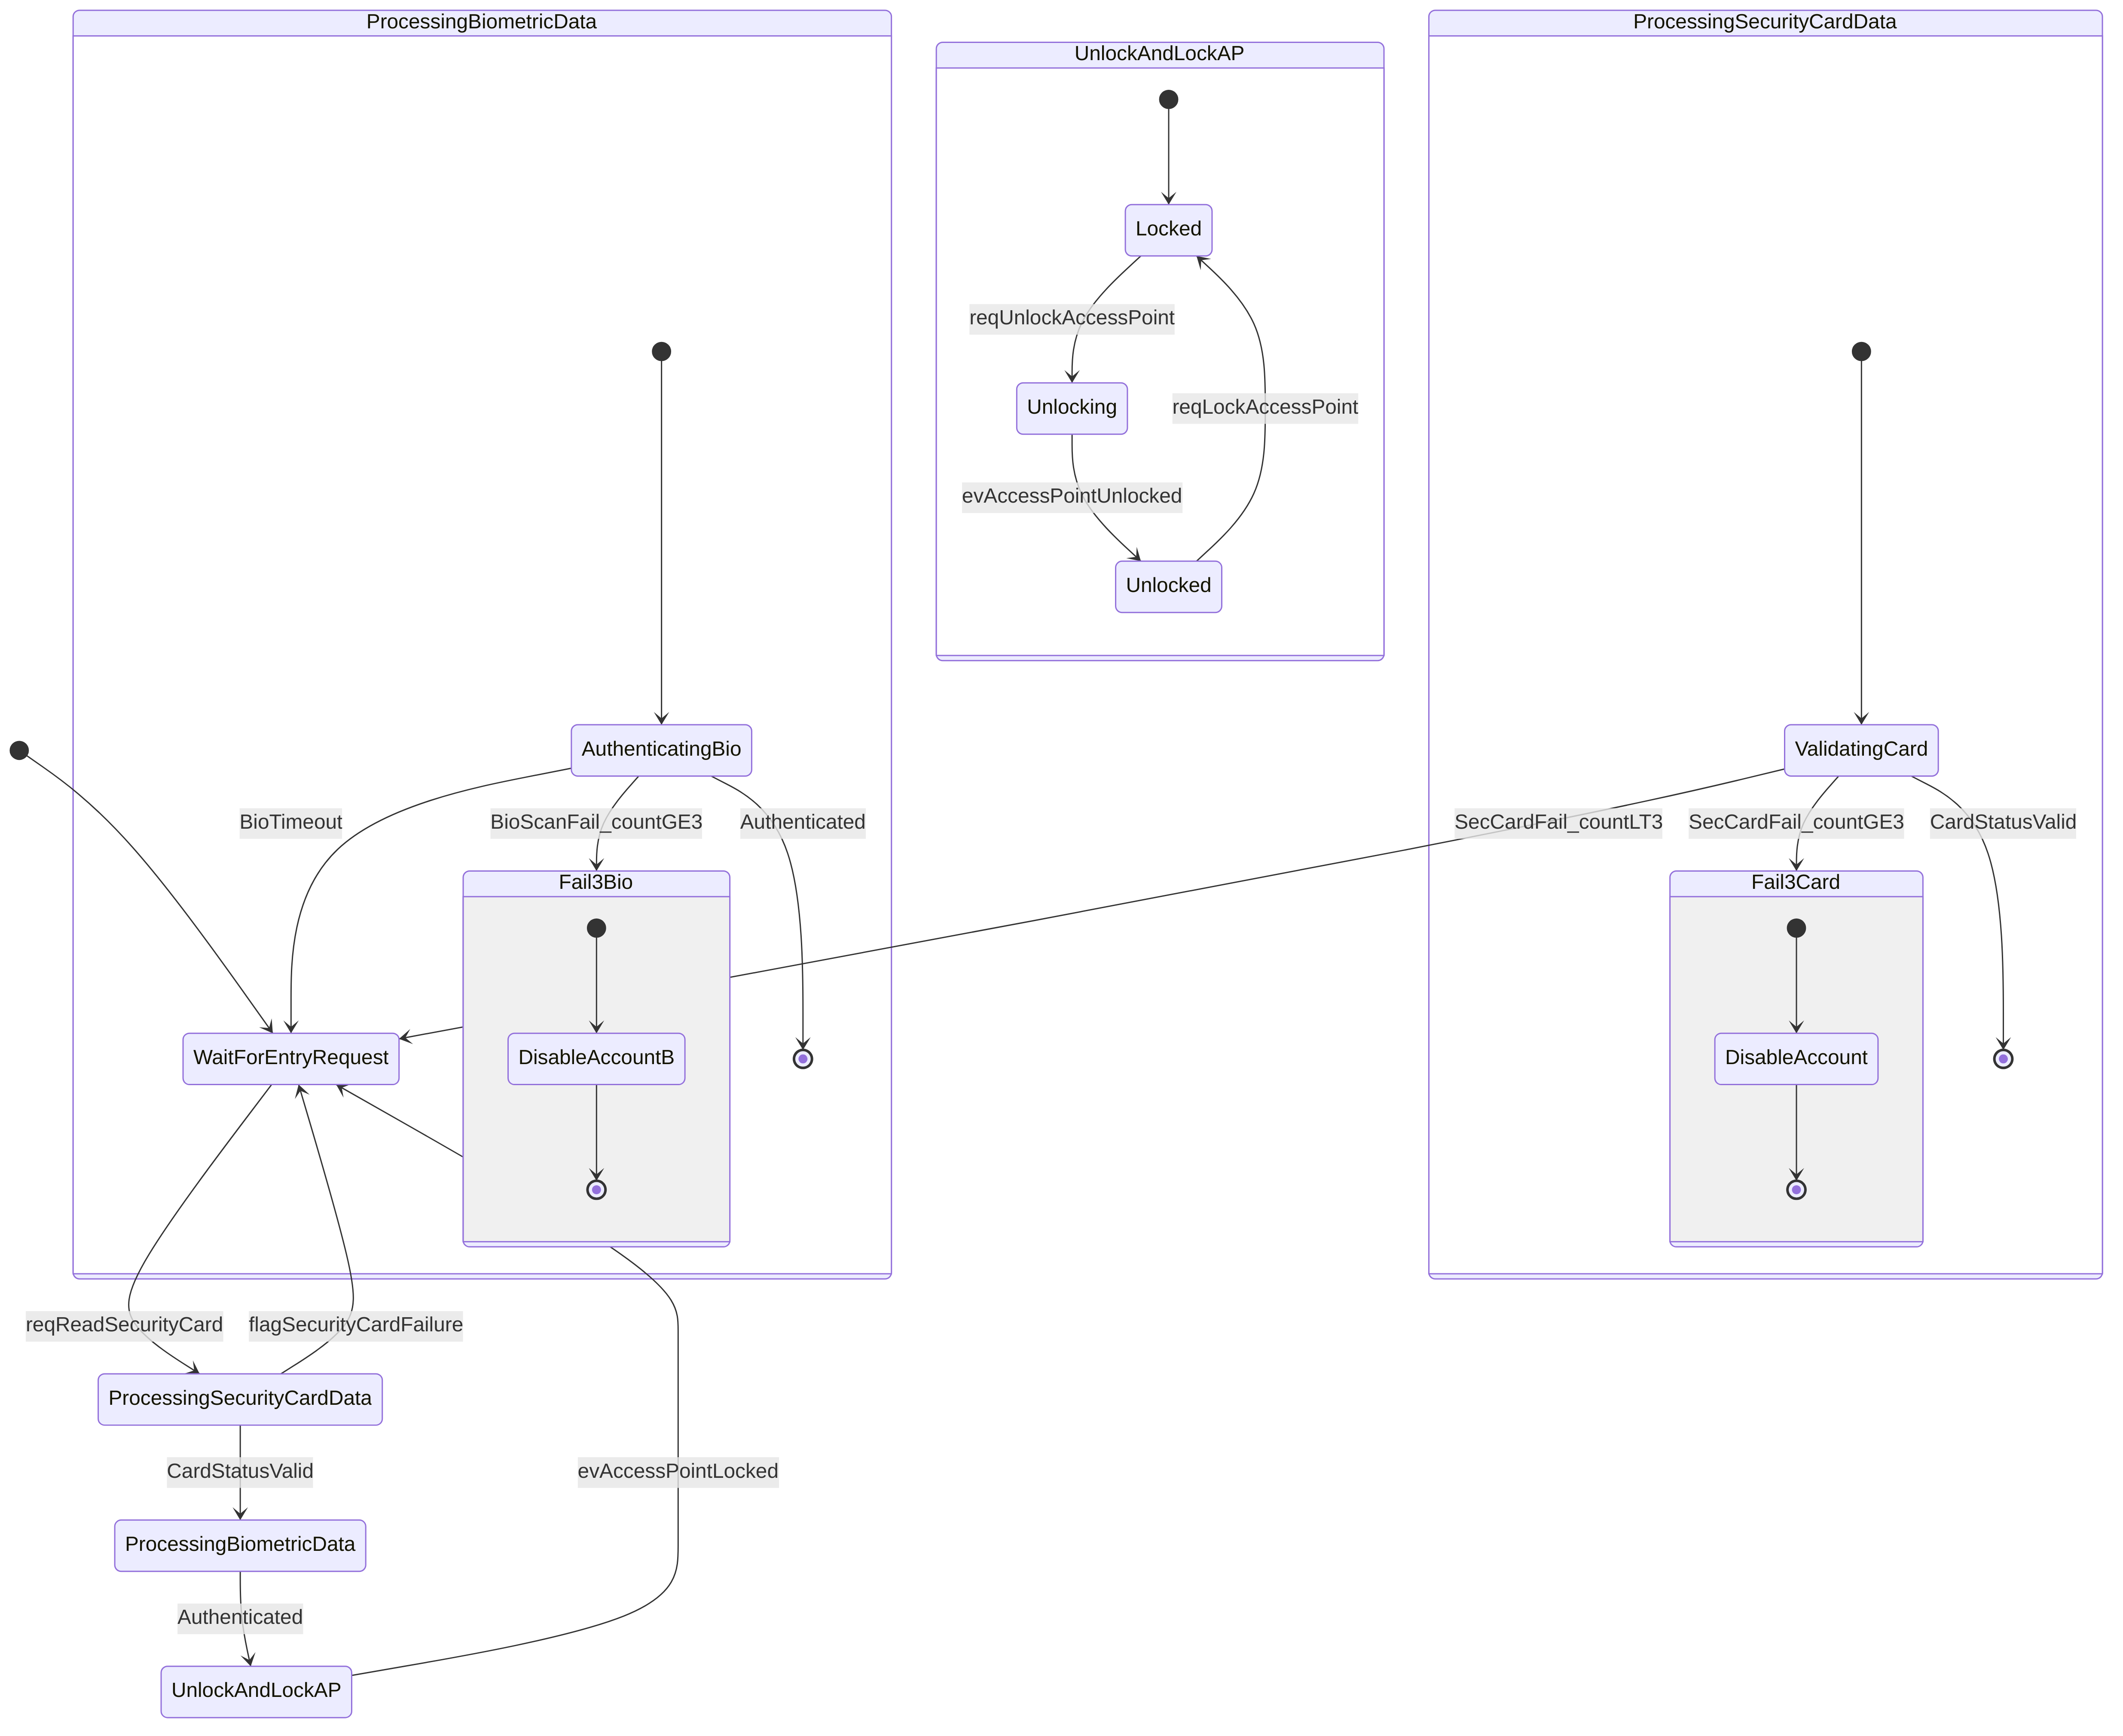 ProcessingBiometricData
ProcessingSecurityCardData
UnlockAndLockAP
Locked
reqUnlockAccessPoint
Unlocking
reqLockAccessPoint
evAccessPointUnlocked
Unlocked
AuthenticatingBio
ValidatingCard
BioTimeout
BioScanFail_countGE3
Authenticated
SecCardFail_countLT3
SecCardFail_countGE3
CardStatusValid
Fail3Bio
Fail3Card
WaitForEntryRequest
DisableAccountB
DisableAccount
reqReadSecurityCard
flagSecurityCardFailure
ProcessingSecurityCardData
CardStatusValid
evAccessPointLocked
ProcessingBiometricData
Authenticated
UnlockAndLockAP